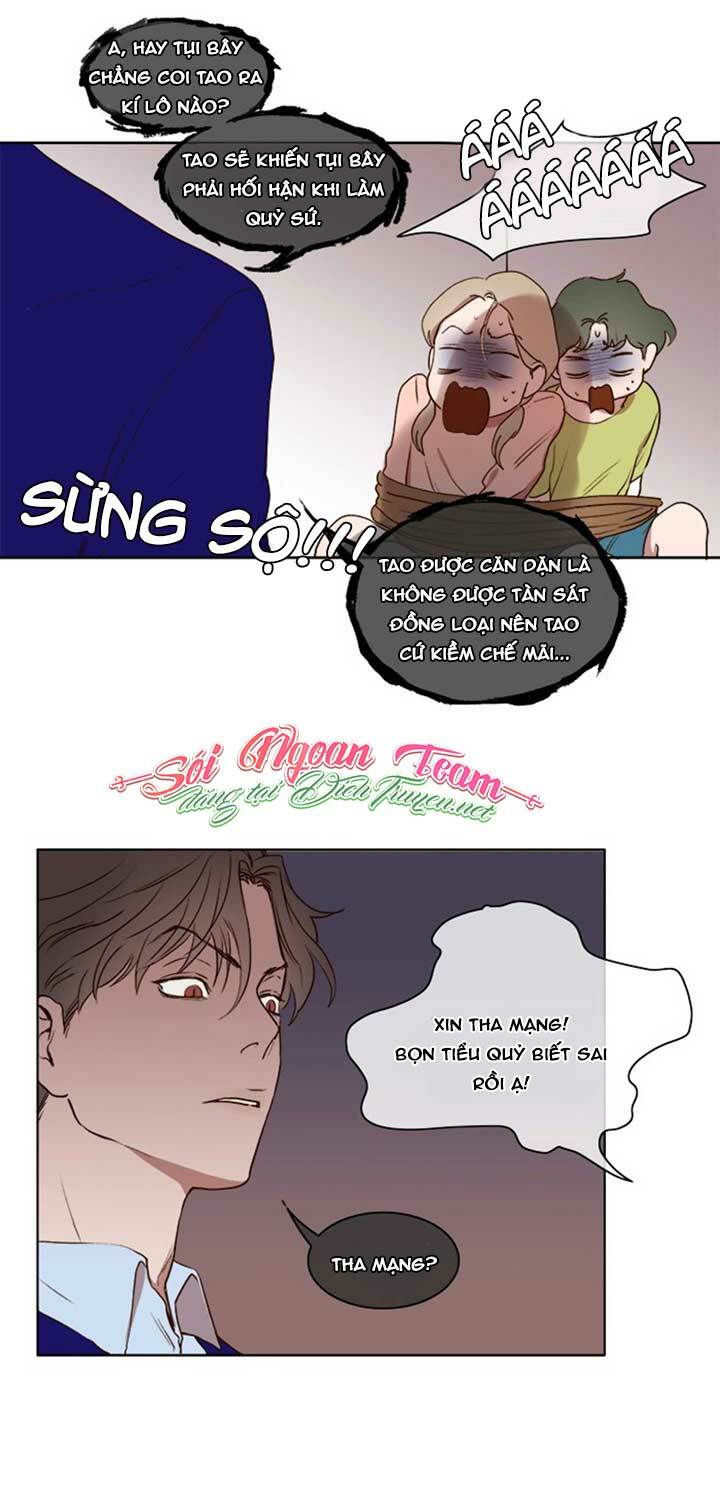 A, HAY TỤI BÂY
CHẲNG COI TAO RA
KÍ LÔ NÀO?
TAO SẼ KHIẾN TỤI BÂY
PHẢI HỐI HẬN KHI LÀM
QUỶ SỨ.
ÁÁÁ
ÁÁÁÁÁÁÁ
SỪNG SỘ!!!
TAO ĐƯỢC CĂN DẶN LÀ
KHÔNG ĐƯỢC TÀN SÁT
ĐỒNG LOẠI NÊN TAO
CỨ KIỀM CHẾ MÃI...
Sói Ngoan Team
đăng tại DichTruyen.net
XIN THA MẠNG!
BỌN TIỂU QUỶ BIẾT SAI
RỒI Ạ!
THA MẠNG?